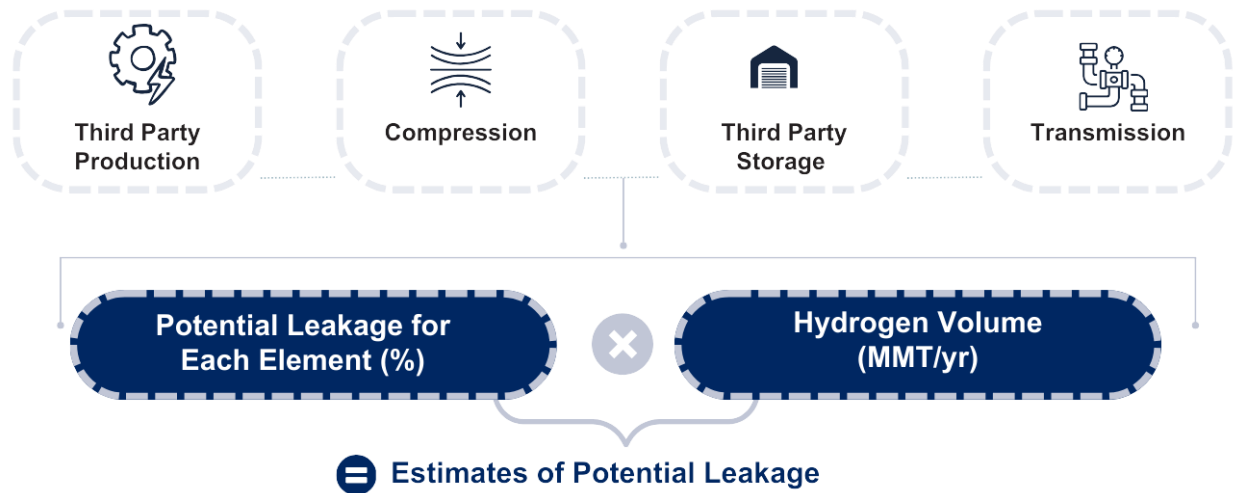 Third Party
Production
Compression
Third Party
Storage
Transmission
Potential Leakage for
Each Element (%)
Hydrogen Volume
(MMT/yr)
Estimates of Potential Leakage